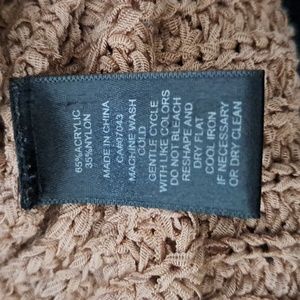 65%ACRYLIC
35%NYLON
MADE IN CHINA
CA#07043
MACHINE WASH
COLD
GENTLE CYCLE
WITH LIKE COLORS
DO NOT BLEACH
RESHAPE AND
DRY FLAT
COOL IRON
IF NECESSARY
OR DRY CLEAN